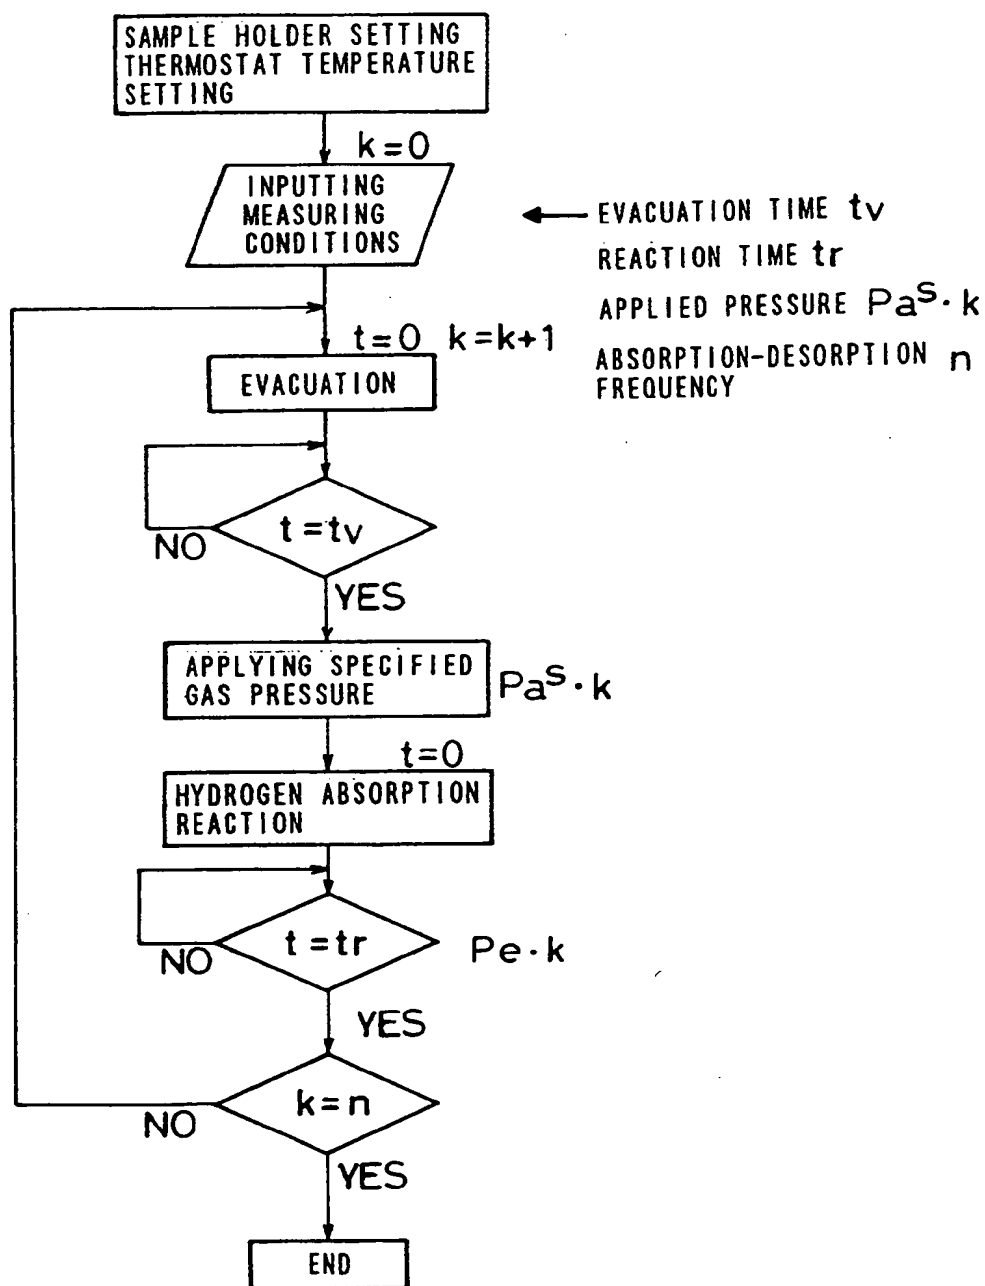 SAMPLE HOLDER SETTING
THERMOSTAT TEMPERATURE
SETTING
k=0
INPUTTING
MEASURING
CONDITIONS
EVACUATION TIME tv
REACTION TIME tr
APPLIED PRESSURE Pa^s·k
ABSORPTION-DESORPTION n
FREQUENCY
t=0 k=k+1
EVACUATION
t=tv
NO
YES
APPLYING SPECIFIED
GAS PRESSURE
Pa^s·k
t=0
HYDROGEN ABSORPTION
REACTION
t=tr
NO
Pe·k
YES
k=n
NO
YES
END